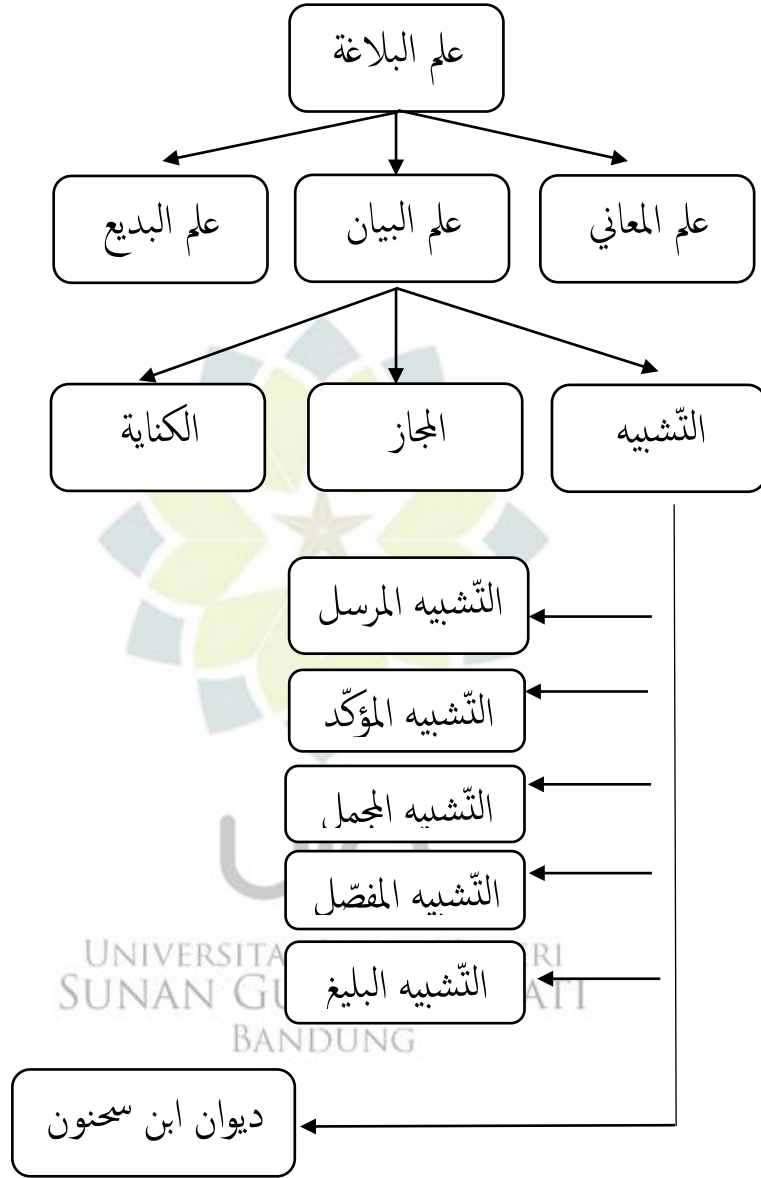 علم البلاغة
علم المعاني
علم البيان
علم البديع
التّشبيه
المجاز
الكناية
التّشبيه المرسل
التّشبيه المؤكّد
التّشبيه المجمل
التّشبيه المفصّل
التّشبيه البليغ
UNIVERSITA
ERI
SUNAN GU
ATI
BANDUNG
ديوان ابن سحنون